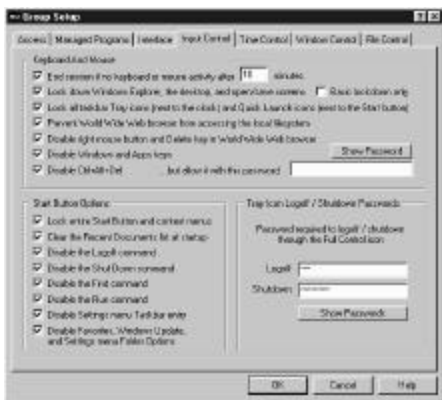 Group Setup
Access Managed Programs Interface Input Control Time Control Window Control File Control
Keyboard And Mouse
End session if no keyboard or mouse activity after 10 minutes
Lock down Windows Explorer, the desktop, and open/save screens Basic lockdown only
Lock all taskbar Tray icons (next to the clock) and Quick Launch icons (next to the Start button)
Prevent World Wide Web browser from accessing the local filesystem
Disable right mouse button and Delete key in World Wide Web browser
Disable Windows and Apps keys Show Password
Disable Ctrl+Alt+Del ...but allow it with this password
Start Button Options
Lock entire Start Button and context menus
Clear the Recent Documents list at startup
Disable the Logoff command
Disable the Shut Down command
Disable the Find command
Disable the Run command
Disable Settings menu Taskbar entry
Disable Favorites, Windows Update,
and Settings menu Folder Options
Tray Icon Logoff / Shutdown Passwords
Password required to logoff / shutdown
through the Full Control icon
Logoff
Shutdown
Show Passwords
OK Cancel Help